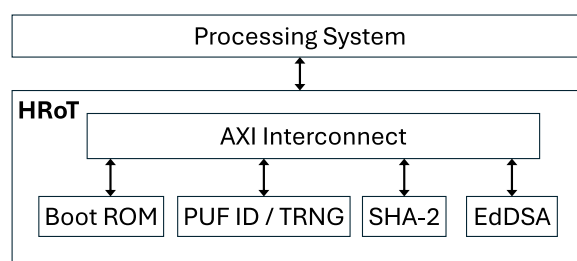 Processing System
HRoT
AXI Interconnect
Boot ROM
PUF ID / TRNG
SHA-2
EdDSA